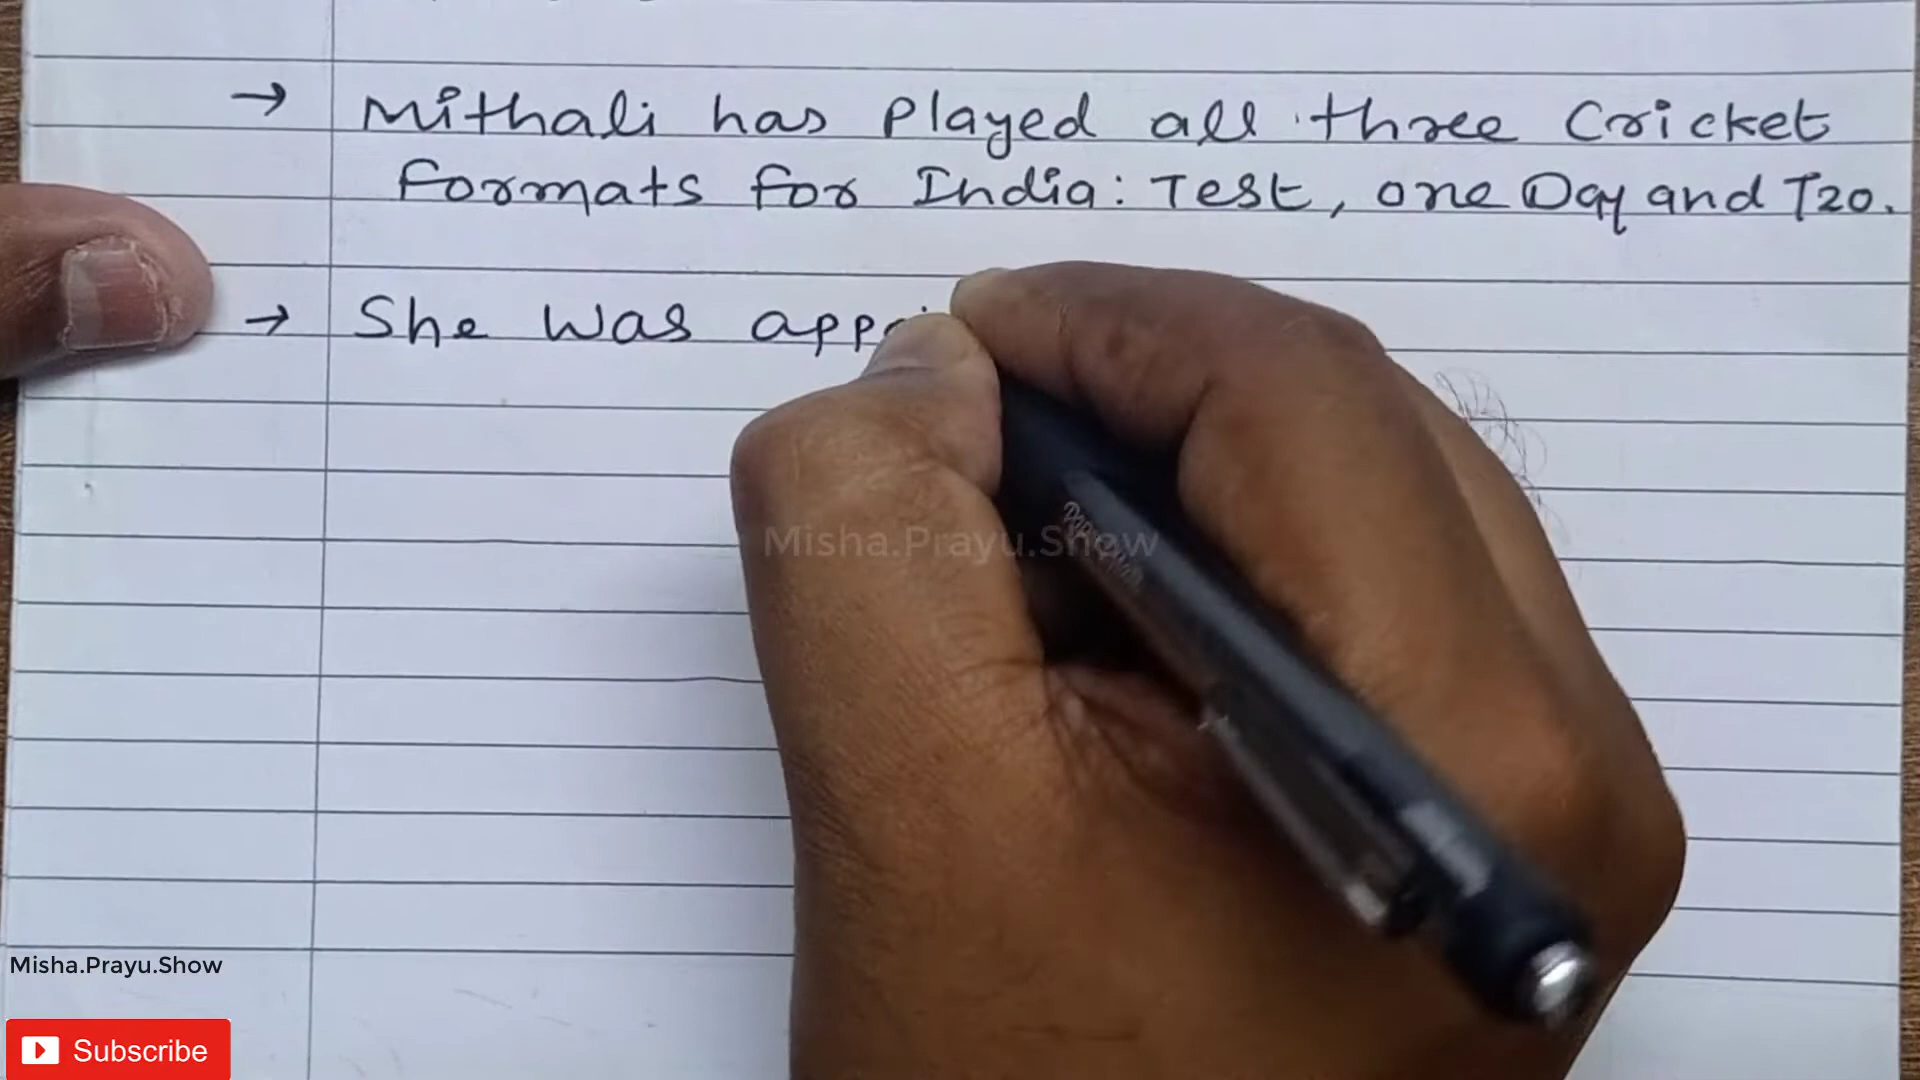 → Mithali has Played all three Cricket
formats for India: Test, one Day and T20.
→ She was
Misha.Prayu.Show
Misha.Prayu.Show
Subscribe